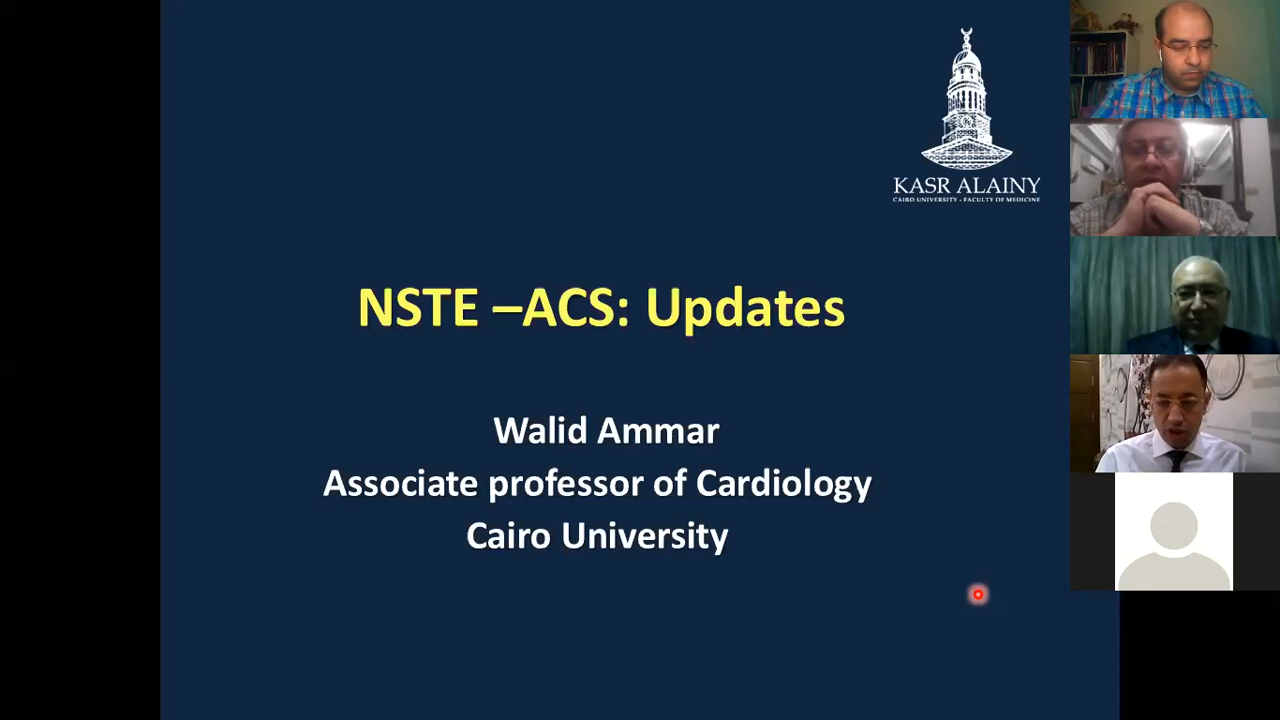 KASR ALAINY
CAIRO UNIVERSITY · FACULTY OF MEDICINE
NSTE –ACS: Updates
Walid Ammar
Associate professor of Cardiology
Cairo University